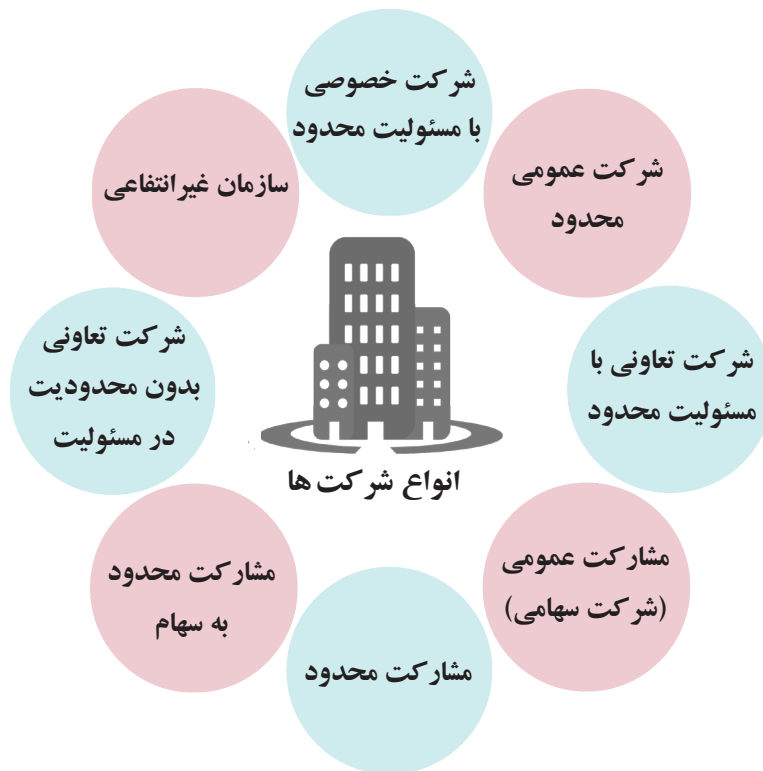 شرکت خصوصی
با مسئولیت محدود
شرکت عمومی
محدود
شرکت تعاونی با
مسئولیت محدود
مشارکت عمومی
(شرکت سهامی)
مشارکت محدود
مشارکت محدود
به سهام
شرکت تعاونی
بدون محدودیت
در مسئولیت
سازمان غیرانتفاعی
انواع شرکت ها